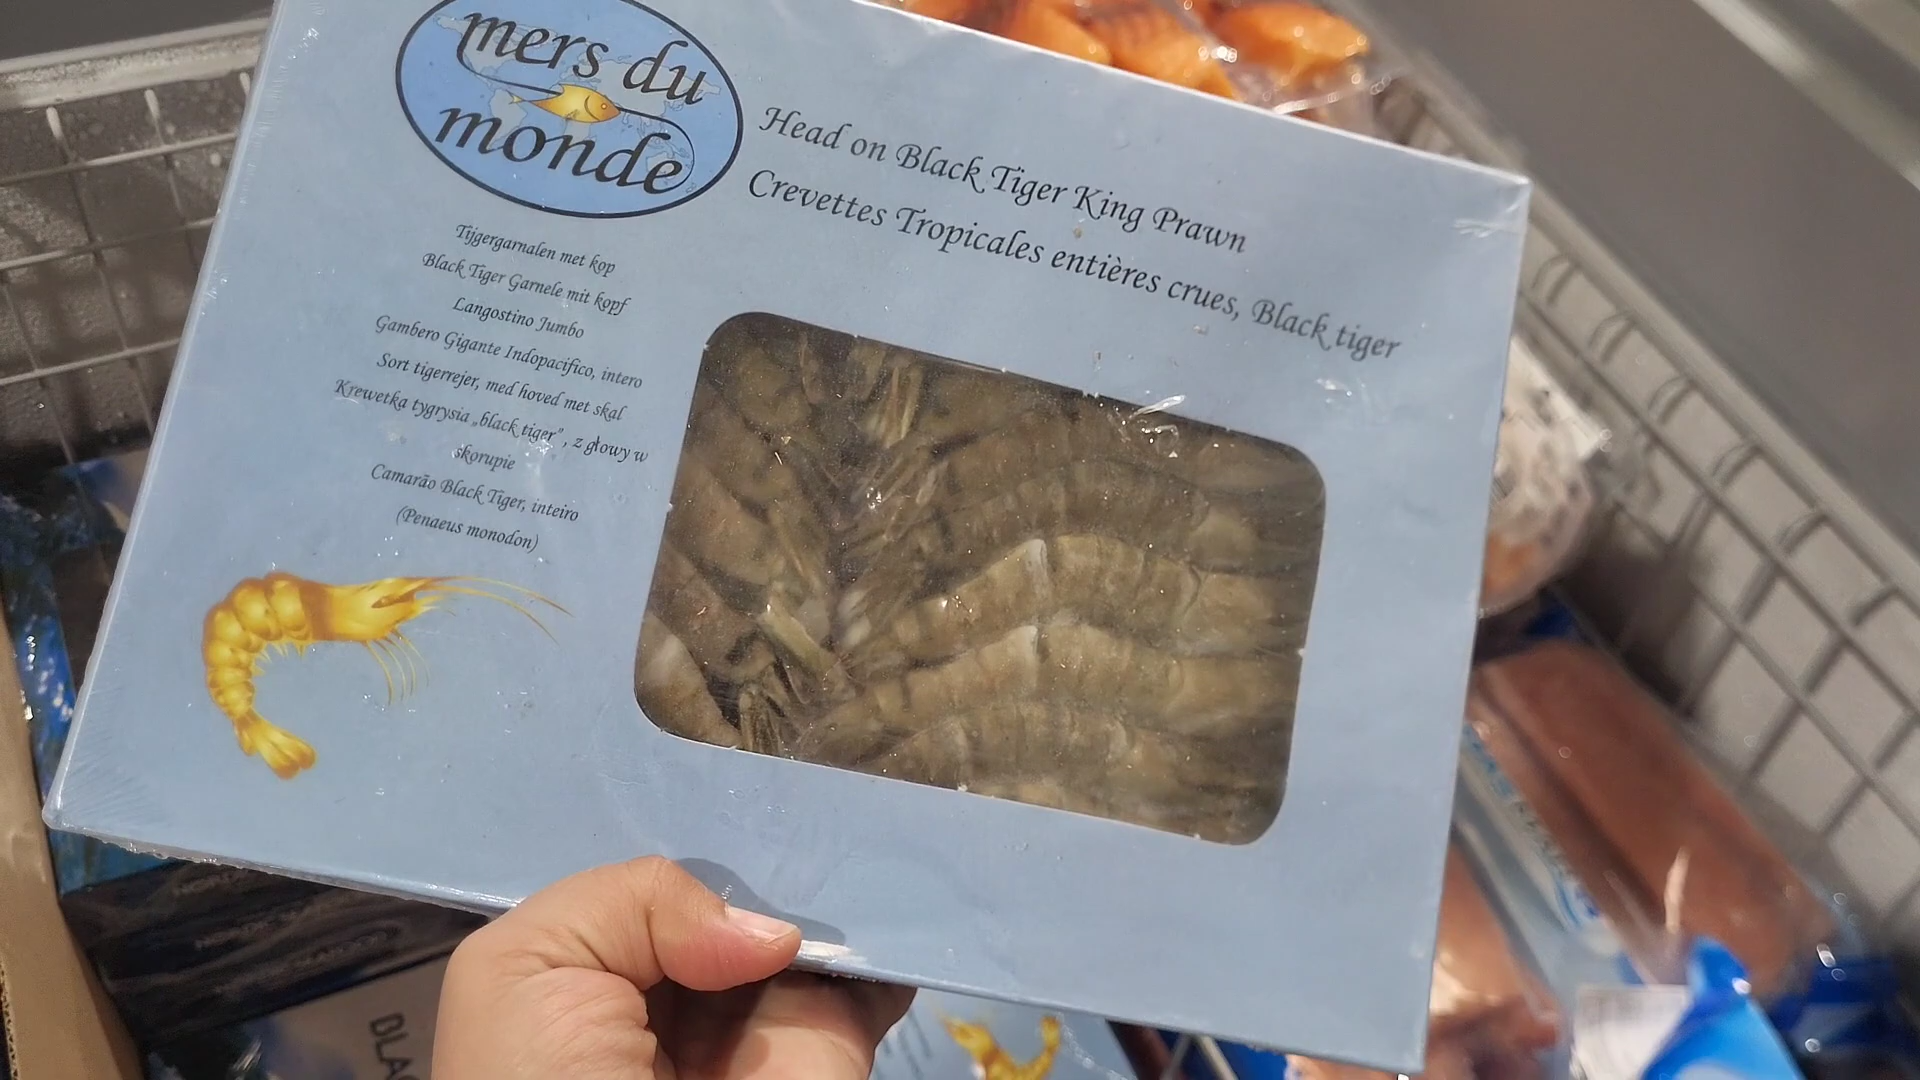 mers du
monde
Head on Black Tiger King Prawn
Crevettes Tropicales entières crues, Black tiger
Tijgergarnalen met kop
Black Tiger Garnele mit kopf
Langostino Jumbo
Gambero Gigante Indopacifico, intero
Sort tigerrejer, med hoved met skal
Krewetka tygrysia „black tiger”, z głowy w
skorupie
Camarão Black Tiger, inteiro
(Penaeus monodon)